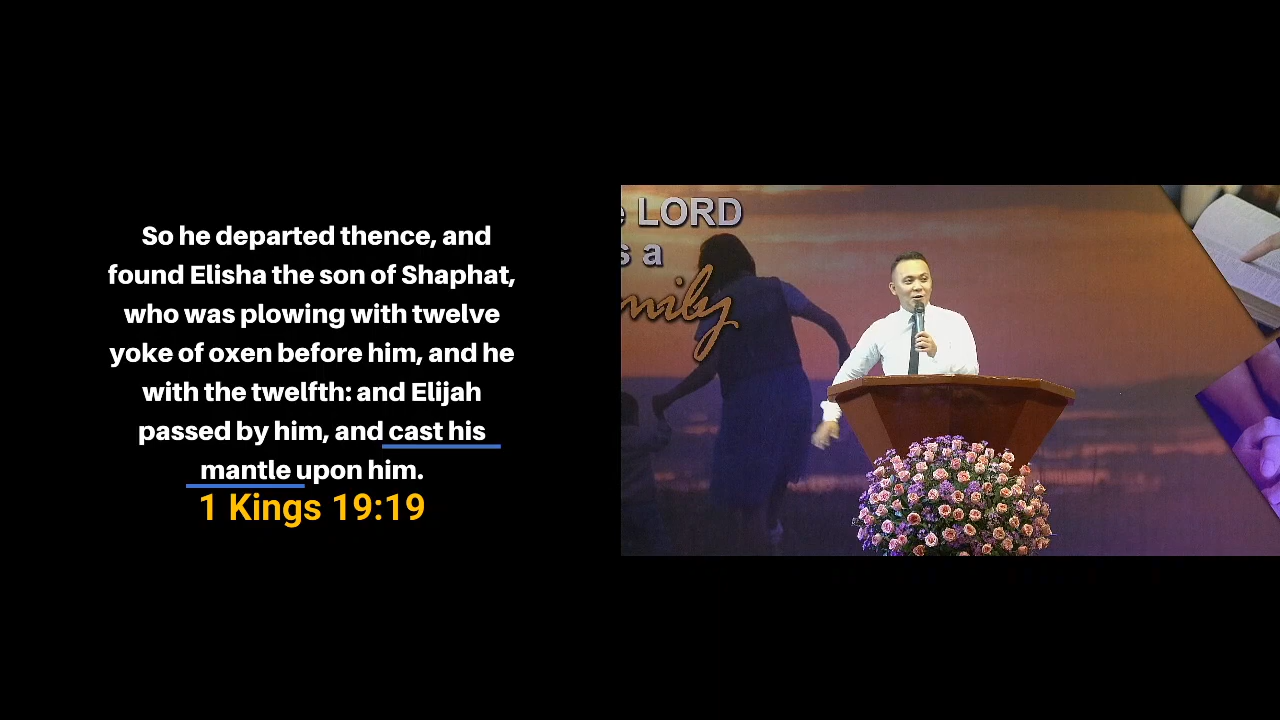 So he departed thence, and
found Elisha the son of Shaphat,
who was plowing with twelve
yoke of oxen before him, and he
with the twelfth: and Elijah
passed by him, and cast his
mantle upon him.
1 Kings 19:19
LORD
a